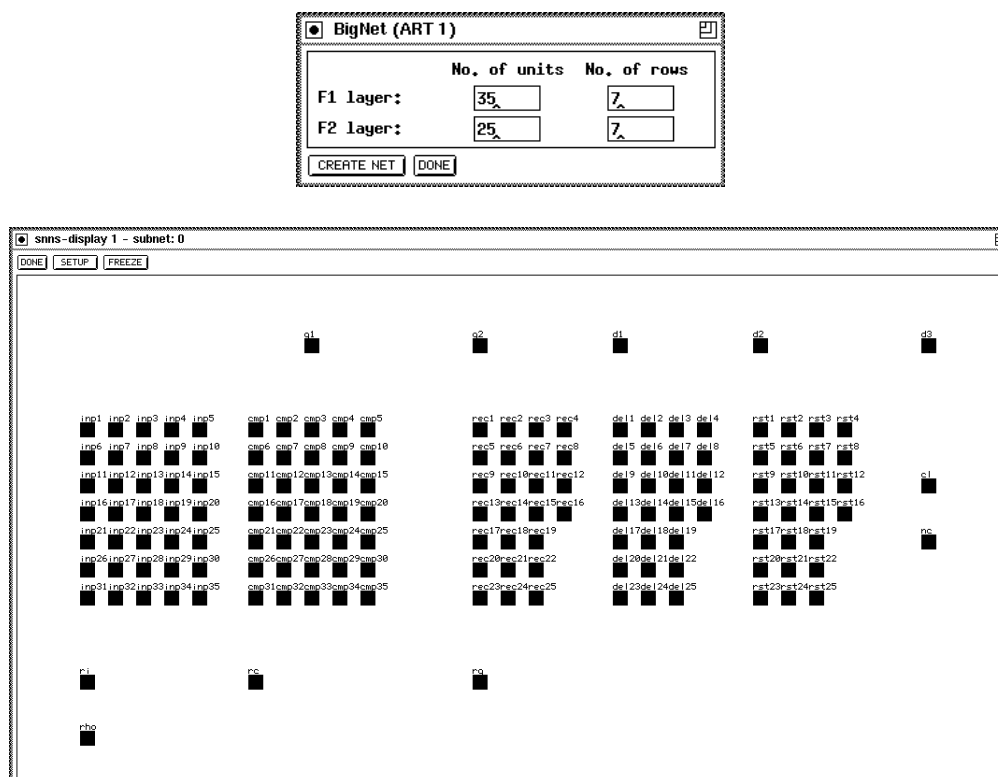 BigNet (ART 1)
No. of units No. of rows
F1 layer: 35 7
F2 layer: 25 7
CREATE NET DONE
snns-display 1 - subnet: 0
DONE SETUP FREEZE
g1 g2 d1 d2 d3
inp1 inp2 inp3 inp4 inp5 cmp1 cmp2 cmp3 cmp4 cmp5 rec1 rec2 rec3 rec4 del1 del2 del3 del4 rst1 rst2 rst3 rst4
inp6 inp7 inp8 inp9 inp10 cmp6 cmp7 cmp8 cmp9 cmp10 rec5 rec6 rec7 rec8 del5 del6 del7 del8 rst5 rst6 rst7 rst8
inp11 inp12 inp13 inp14 inp15 cmp11 cmp12 cmp13 cmp14 cmp15 rec9 rec10 rec11 rec12 del9 del10 del11 del12 rst9 rst10 rst11 rst12 cl
inp16 inp17 inp18 inp19 inp20 cmp16 cmp17 cmp18 cmp19 cmp20 rec13 rec14 rec15 rec16 del13 del14 del15 del16 rst13 rst14 rst15 rst16
inp21 inp22 inp23 inp24 inp25 cmp21 cmp22 cmp23 cmp24 cmp25 rec17 rec18 rec19 del17 del18 del19 rst17 rst18 rst19 nc
inp26 inp27 inp28 inp29 inp30 cmp26 cmp27 cmp28 cmp29 cmp30 rec20 rec21 rec22 del20 del21 del22 rst20 rst21 rst22
inp31 inp32 inp33 inp34 inp35 cmp31 cmp32 cmp33 cmp34 cmp35 rec23 rec24 rec25 del23 del24 del25 rst23 rst24 rst25
ri rc rg
rho